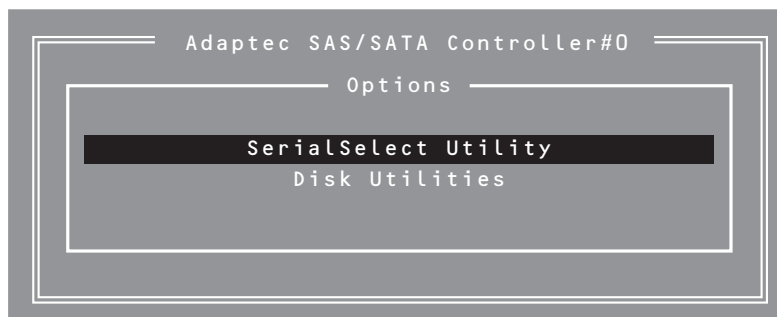 Adaptec SAS/SATA Controller#0
Options
SerialSelect Utility
Disk Utilities